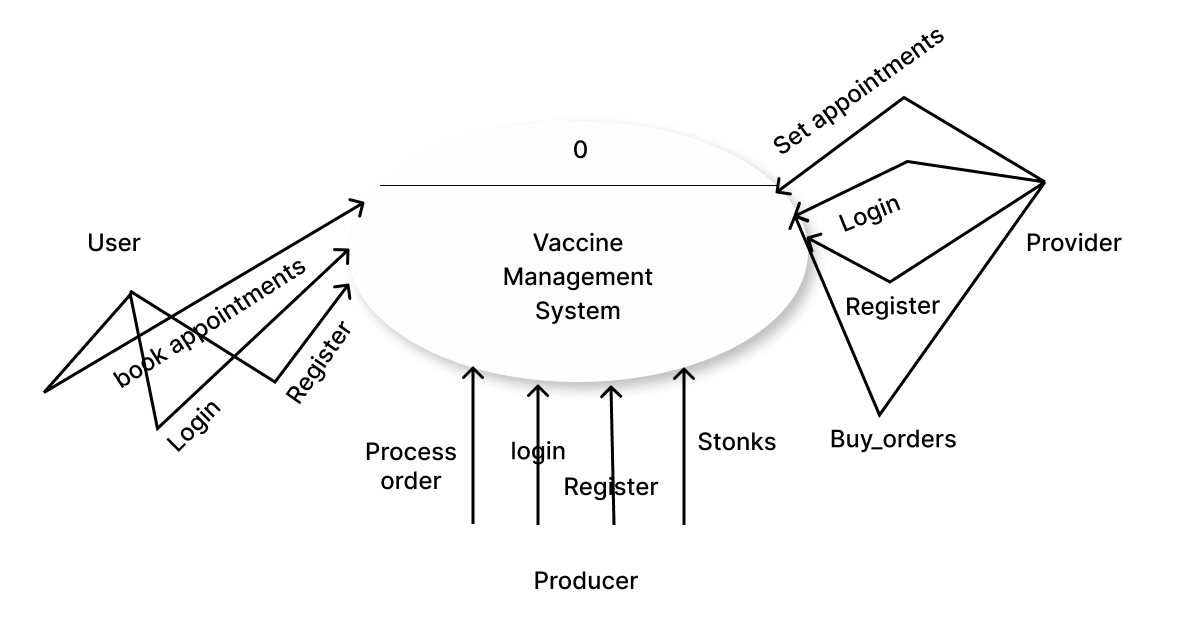 Set appointments
0
User
Vaccine
Management
System
Login
Provider
book appointments
Register
Register
Login
Process
order
login
Register
Stonks
Buy_orders
Producer